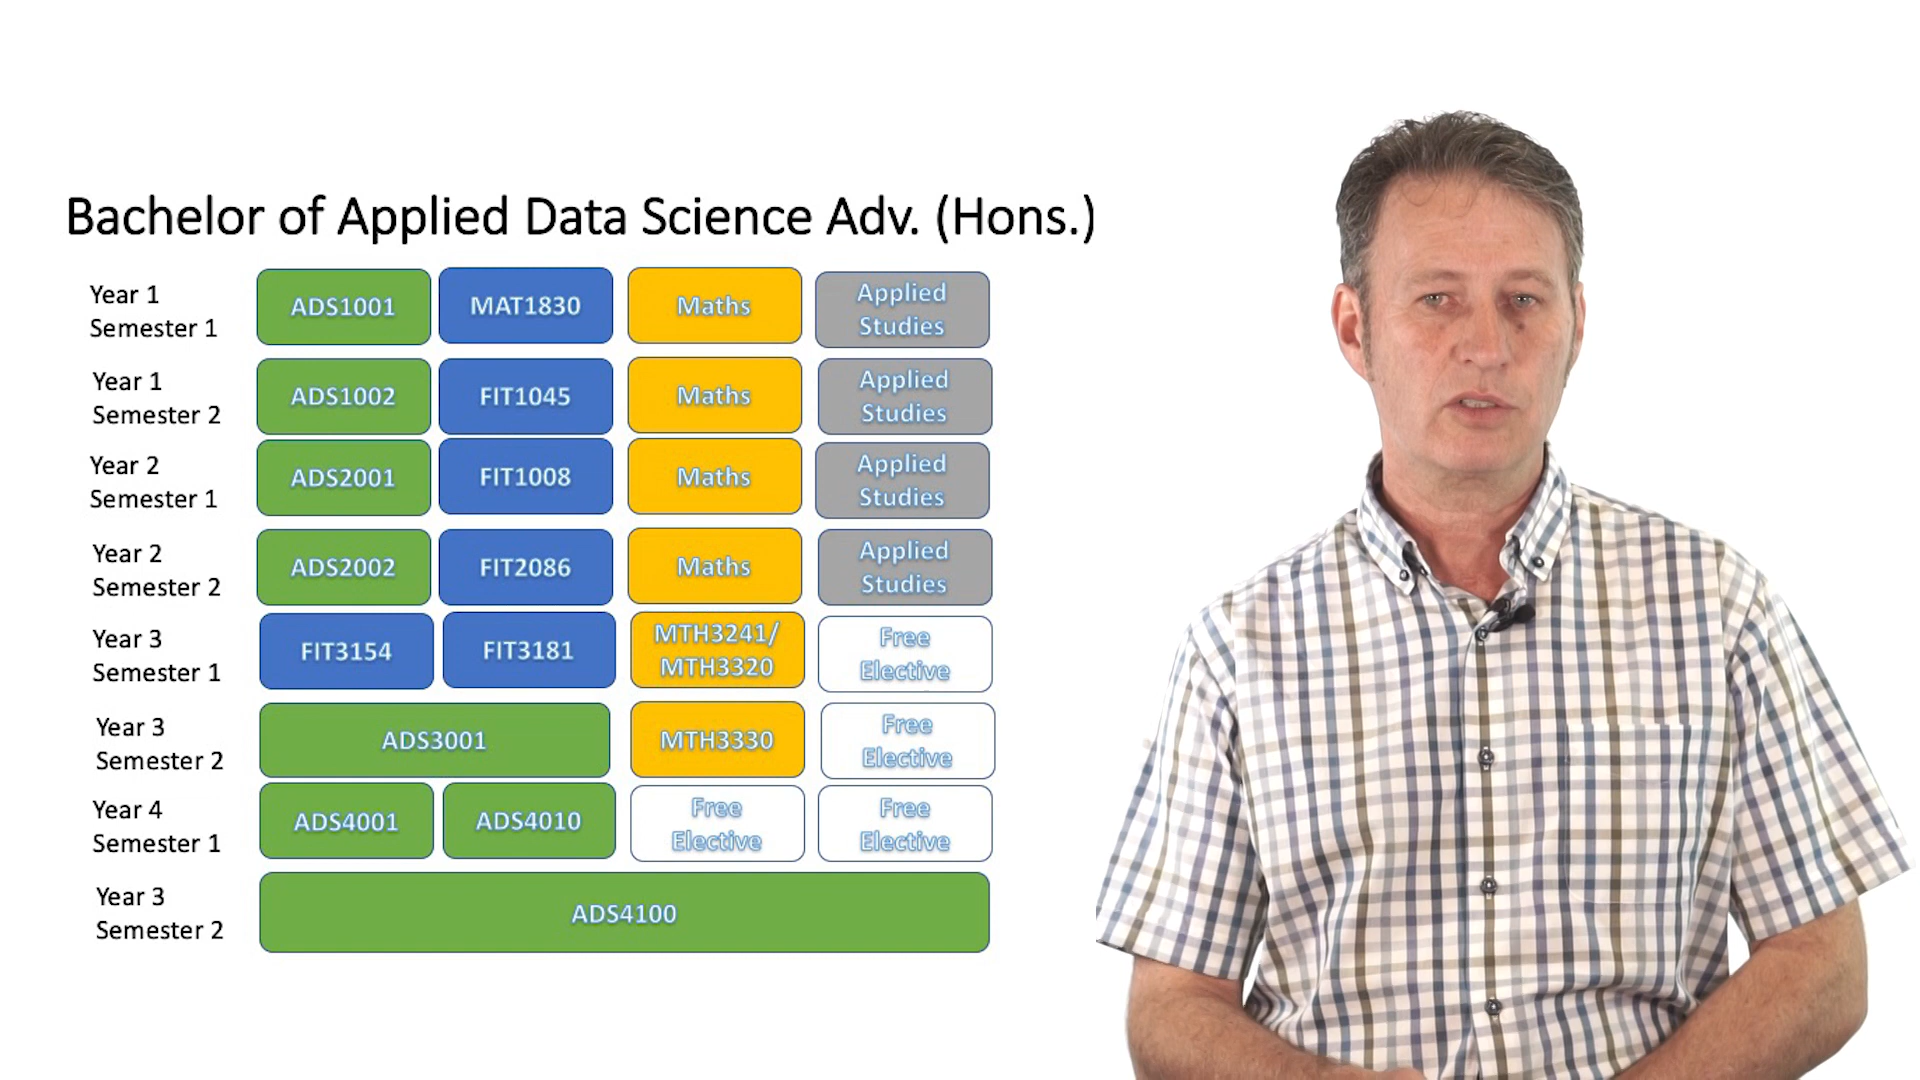 Bachelor of Applied Data Science Adv. (Hons.)
Year 1
Semester 1
ADS1001
MAT1830
Maths
Applied
Studies
Year 1
Semester 2
ADS1002
FIT1045
Maths
Applied
Studies
Year 2
Semester 1
ADS2001
FIT1008
Maths
Applied
Studies
Year 2
Semester 2
ADS2002
FIT2086
Maths
Applied
Studies
Year 3
Semester 1
FIT3154
FIT3181
MTH3241/
MTH3320
Free
Elective
Year 3
Semester 2
ADS3001
MTH3330
Free
Elective
Year 4
Semester 1
ADS4001
ADS4010
Free
Elective
Free
Elective
Year 3
Semester 2
ADS4100